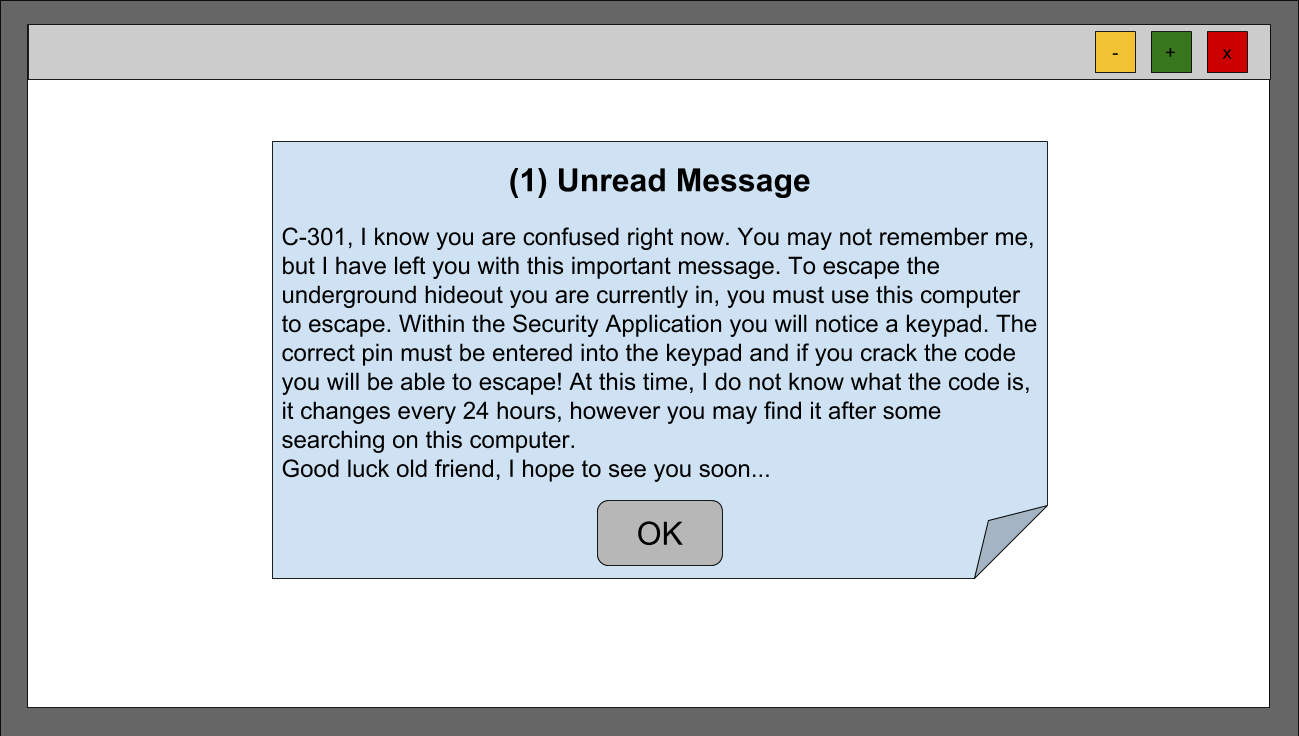 - + x
(1) Unread Message
C-301, I know you are confused right now. You may not remember me,
but I have left you with this important message. To escape the
underground hideout you are currently in, you must use this computer
to escape. Within the Security Application you will notice a keypad. The
correct pin must be entered into the keypad and if you crack the code
you will be able to escape! At this time, I do not know what the code is,
it changes every 24 hours, however you may find it after some
searching on this computer.
Good luck old friend, I hope to see you soon...
OK